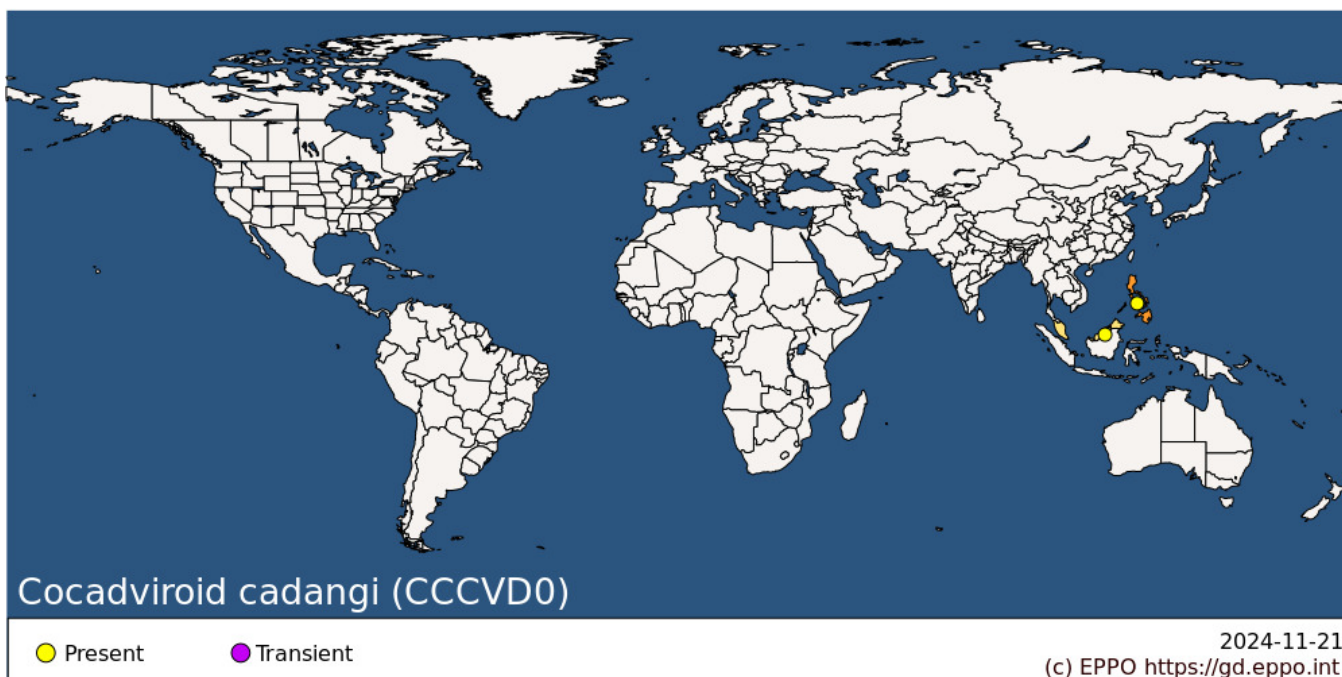 Cocadviroid cadangi (CCCVD0)
Present
Transient
2024-11-21
(c) EPPO https://gd.eppo.int